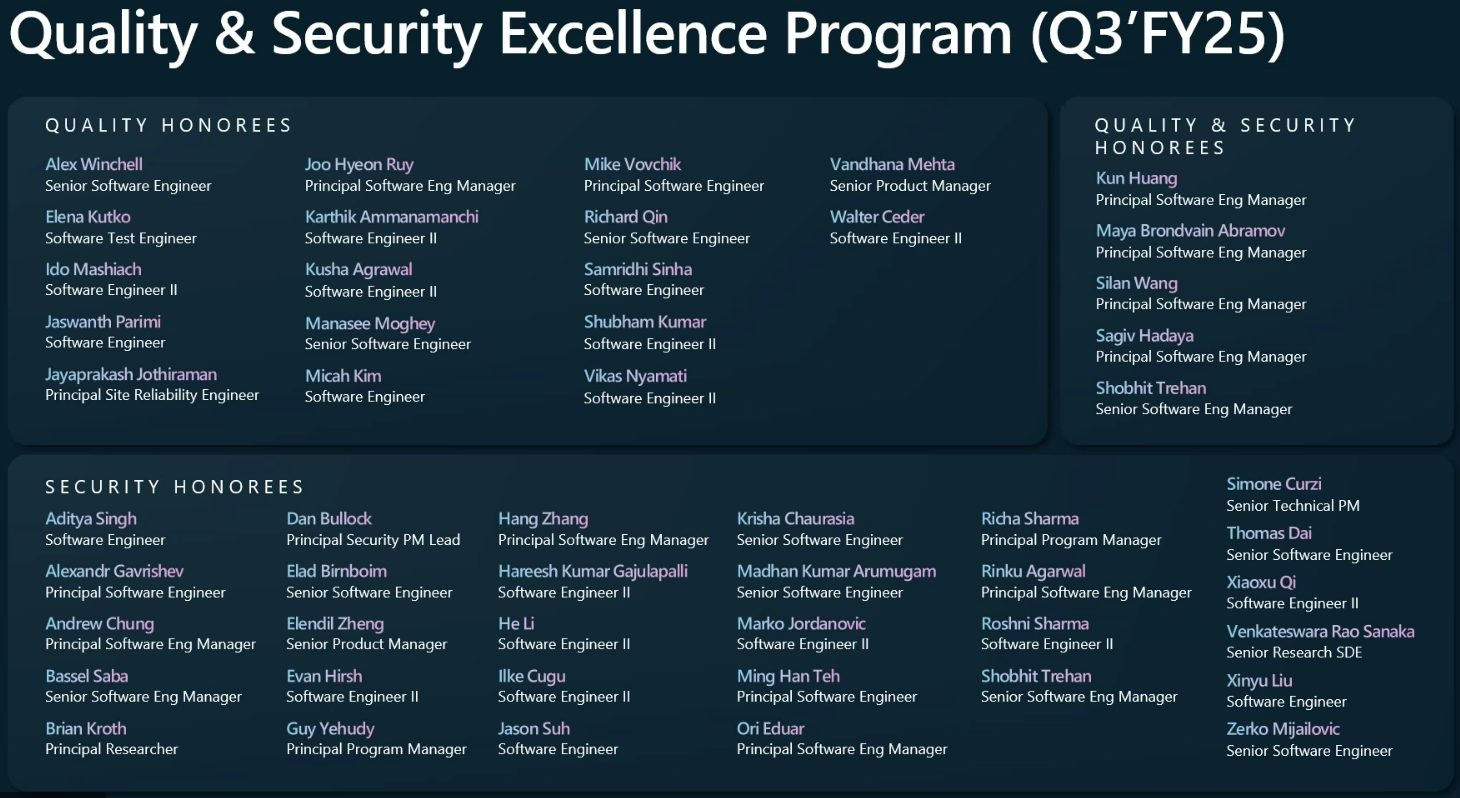 Quality & Security Excellence Program (Q3’FY25)
QUALITY HONOREES
Alex Winchell
Senior Software Engineer
Elena Kutko
Software Test Engineer
Ido Mashiach
Software Engineer II
Jaswanth Parimi
Software Engineer
Jayaprakash Jothiraman
Principal Site Reliability Engineer
Joo Hyeon Ruy
Principal Software Eng Manager
Karthik Ammanamanchi
Software Engineer II
Kusha Agrawal
Software Engineer II
Manasee Moghey
Senior Software Engineer
Micah Kim
Software Engineer
Mike Vovchik
Principal Software Engineer
Richard Qin
Senior Software Engineer
Samridhi Sinha
Software Engineer
Shubham Kumar
Software Engineer II
Vikas Nyamati
Software Engineer II
Vandhana Mehta
Senior Product Manager
Walter Ceder
Software Engineer II
QUALITY & SECURITY
HONOREES
Kun Huang
Principal Software Eng Manager
Maya Brondvain Abramov
Principal Software Eng Manager
Silan Wang
Principal Software Eng Manager
Sagiv Hadaya
Principal Software Eng Manager
Shobhit Trehan
Senior Software Eng Manager
SECURITY HONOREES
Aditya Singh
Software Engineer
Alexandr Gavrishev
Principal Software Engineer
Andrew Chung
Principal Software Eng Manager
Bassel Saba
Senior Software Eng Manager
Brian Kroth
Principal Researcher
Dan Bullock
Principal Security PM Lead
Elad Birnboim
Senior Software Engineer
Elendil Zheng
Senior Product Manager
Evan Hirsh
Software Engineer II
Guy Yehudy
Principal Program Manager
Hang Zhang
Principal Software Eng Manager
Hareesh Kumar Gajulapalli
Software Engineer II
He Li
Software Engineer II
Ilke Cugu
Software Engineer II
Jason Suh
Software Engineer
Krisha Chaurasia
Senior Software Engineer
Madhan Kumar Arumugam
Senior Software Engineer
Marko Jordanovic
Software Engineer II
Ming Han Teh
Principal Software Engineer
Ori Eduar
Principal Software Eng Manager
Richa Sharma
Principal Program Manager
Rinku Agarwal
Principal Software Eng Manager
Roshni Sharma
Software Engineer II
Shobhit Trehan
Senior Software Eng Manager
Simone Curzi
Senior Technical PM
Thomas Dai
Senior Software Engineer
Xiaoxu Qi
Software Engineer II
Venkateswara Rao Sanaka
Senior Research SDE
Xinyu Liu
Software Engineer
Zerko Mijailovic
Senior Software Engineer